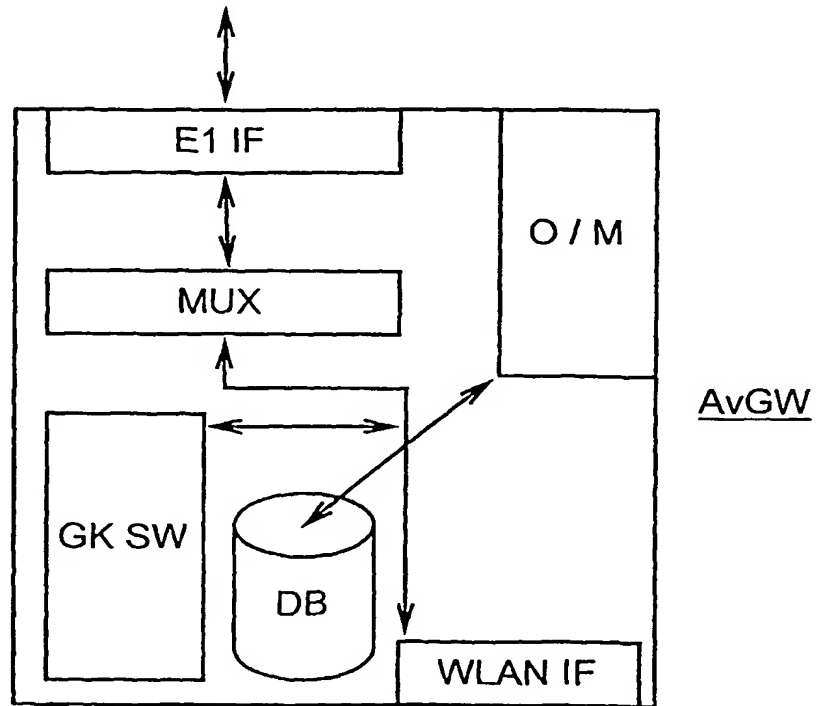 E1 IF
O / M
MUX
AvGW
GK SW
DB
WLAN IF